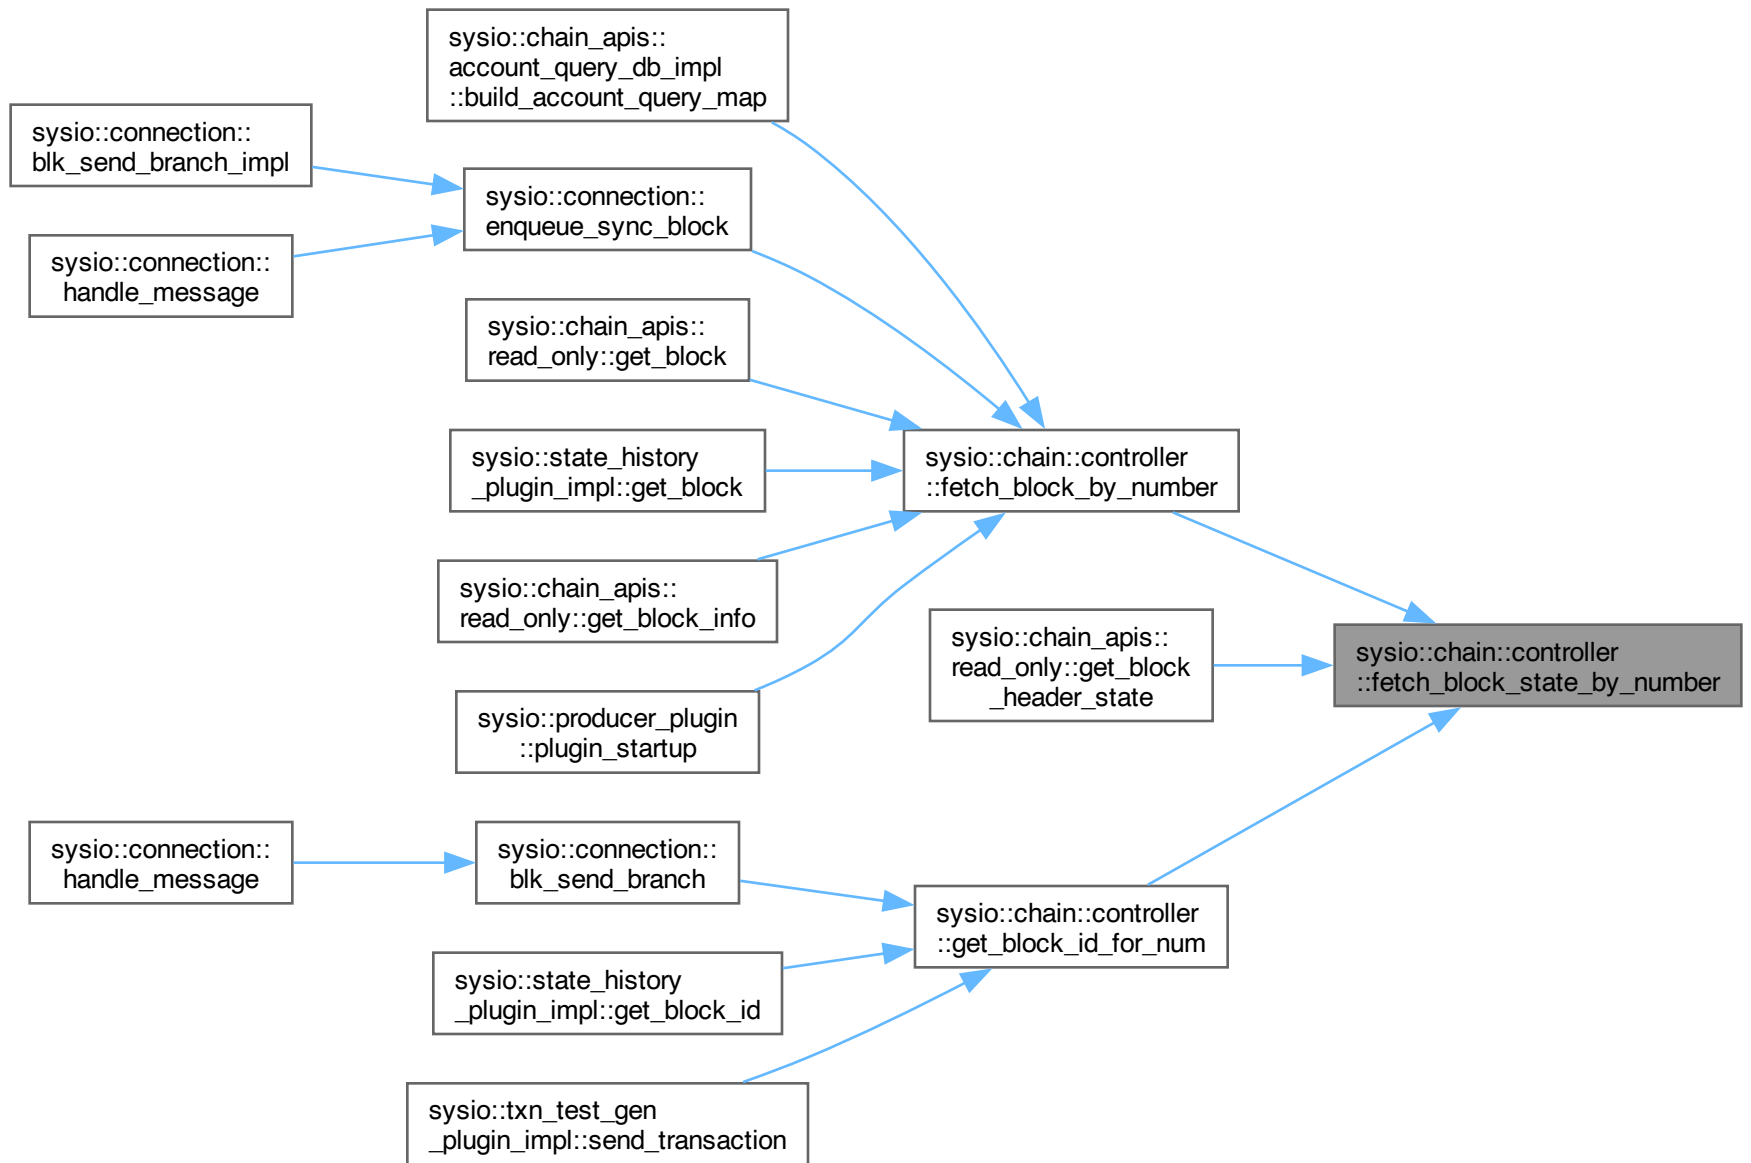 sysio::chain_apis::
account_query_db_impl
::build_account_query_map
sysio::connection::
blk_send_branch_impl
sysio::connection::
enqueue_sync_block
sysio::connection::
handle_message
sysio::chain_apis::
read_only::get_block
sysio::state_history
_plugin_impl::get_block
sysio::chain::controller
::fetch_block_by_number
sysio::chain_apis::
read_only::get_block_info
sysio::chain_apis::
read_only::get_block
_header_state
sysio::chain::controller
::fetch_block_state_by_number
sysio::producer_plugin
::plugin_startup
sysio::connection::
handle_message
sysio::connection::
blk_send_branch
sysio::chain::controller
::get_block_id_for_num
sysio::state_history
_plugin_impl::get_block_id
sysio::txn_test_gen
_plugin_impl::send_transaction